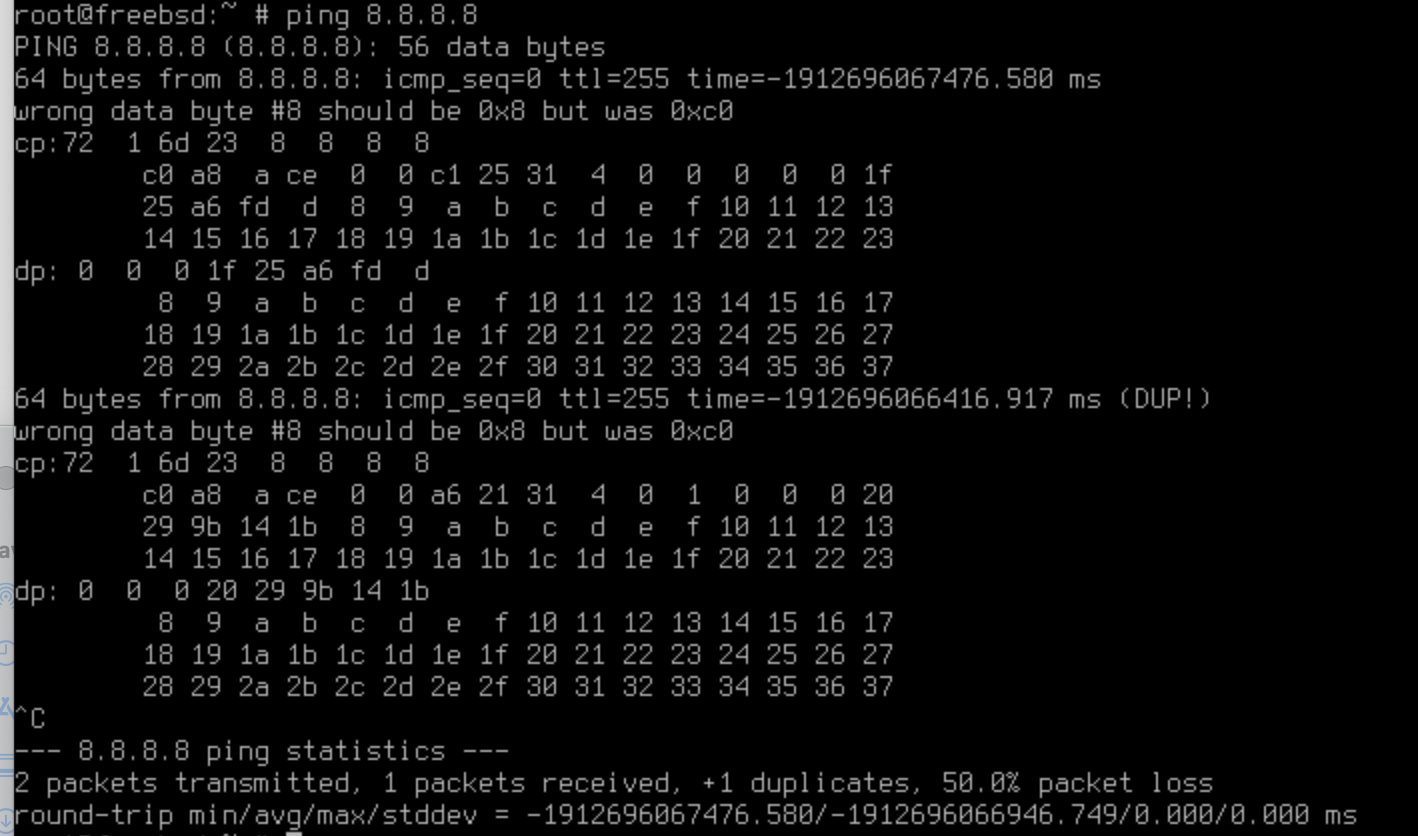 root@freebsd:~ # ping 8.8.8.8
PING 8.8.8.8 (8.8.8.8): 56 data bytes
64 bytes from 8.8.8.8: icmp_seq=0 ttl=255 time=-1912696067476.580 ms
wrong data byte #8 should be 0x8 but was 0xc0
cp:72  1 6d 23  8  8  8  8
        c0 a8  a ce  0  0 c1 25 31  4  0  0  0  0  0 1f
        25 a6 fd  d  8  9  a  b  c  d  e  f 10 11 12 13
        14 15 16 17 18 19 1a 1b 1c 1d 1e 1f 20 21 22 23
dp: 0  0  0 1f 25 a6 fd  d
         8  9  a  b  c  d  e  f 10 11 12 13 14 15 16 17
        18 19 1a 1b 1c 1d 1e 1f 20 21 22 23 24 25 26 27
        28 29 2a 2b 2c 2d 2e 2f 30 31 32 33 34 35 36 37
64 bytes from 8.8.8.8: icmp_seq=0 ttl=255 time=-1912696066416.917 ms (DUP!)
wrong data byte #8 should be 0x8 but was 0xc0
cp:72  1 6d 23  8  8  8  8
        c0 a8  a ce  0  0 a6 21 31  4  0  1  0  0  0 20
        29 9b 14 1b  8  9  a  b  c  d  e  f 10 11 12 13
        14 15 16 17 18 19 1a 1b 1c 1d 1e 1f 20 21 22 23
dp: 0  0  0 20 29 9b 14 1b
         8  9  a  b  c  d  e  f 10 11 12 13 14 15 16 17
        18 19 1a 1b 1c 1d 1e 1f 20 21 22 23 24 25 26 27
        28 29 2a 2b 2c 2d 2e 2f 30 31 32 33 34 35 36 37
^C
--- 8.8.8.8 ping statistics ---
2 packets transmitted, 1 packets received, +1 duplicates, 50.0% packet loss
round-trip min/avg/max/stddev = -1912696067476.580/-1912696066946.749/0.000/0.000 ms